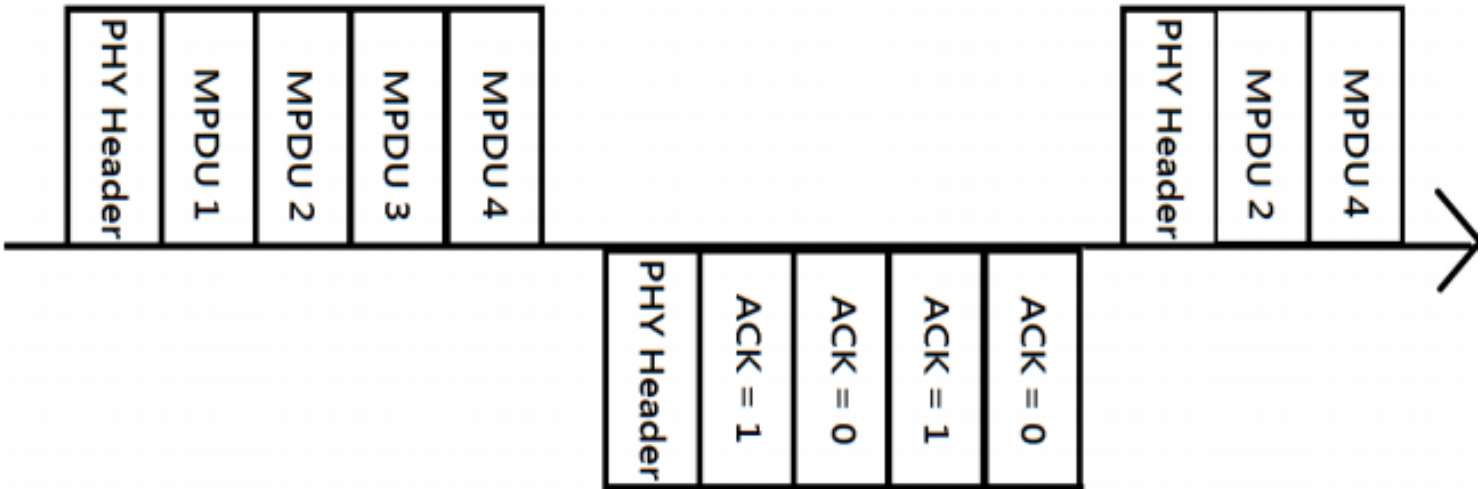 PHY Header
MPDU 1
MPDU 2
MPDU 3
MPDU 4
PHY Header
ACK = 1
ACK = 0
ACK = 1
ACK = 0
PHY Header
MPDU 2
MPDU 4